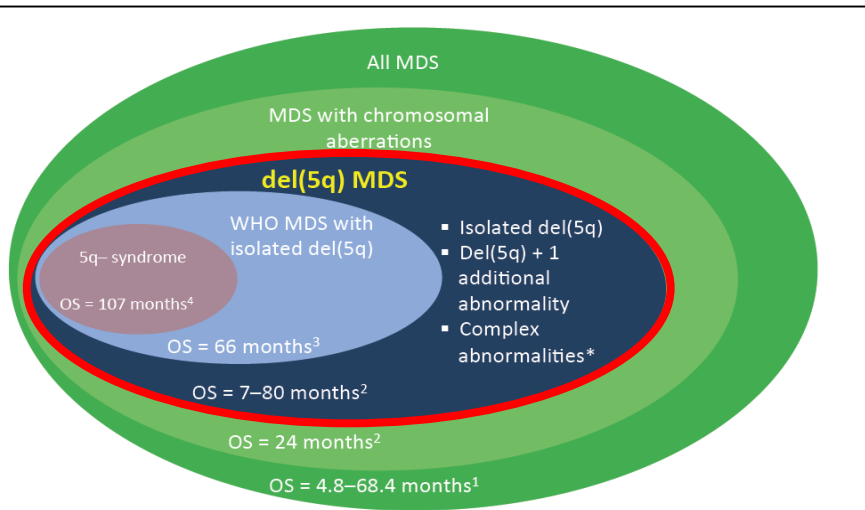 All MDS
MDS with chromosomal
aberrations
del(5q) MDS
WHO MDS with
isolated del(5q)
5q– syndrome
OS = 107 months⁴
OS = 66 months³
▪ Isolated del(5q)
▪ Del(5q) + 1
additional
abnormality
▪ Complex
abnormalities*
OS = 7–80 months²
OS = 24 months²
OS = 4.8–68.4 months¹